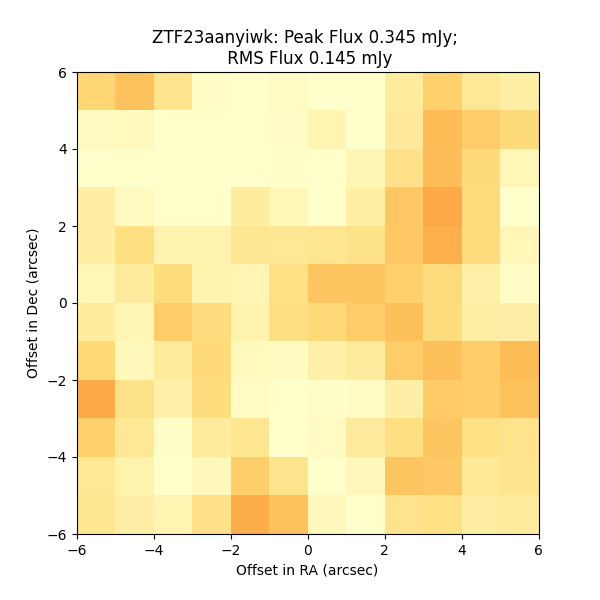 ZTF23aanyiwk: Peak Flux 0.345 mJy;
RMS Flux 0.145 mJy
6
4
2
0
−2
−4
−6
Offset in Dec (arcsec)
−6 −4 −2 0 2 4 6
Offset in RA (arcsec)